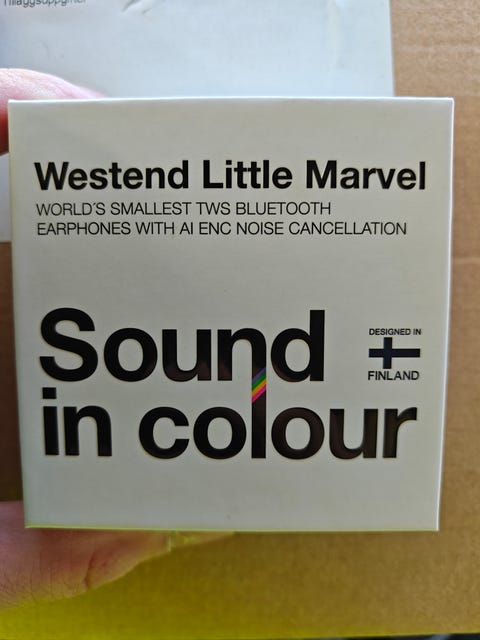 Tilläggsuppgifter
Westend Little Marvel
WORLD´S SMALLEST TWS BLUETOOTH
EARPHONES WITH AI ENC NOISE CANCELLATION
Sound
in colour
DESIGNED IN
FINLAND